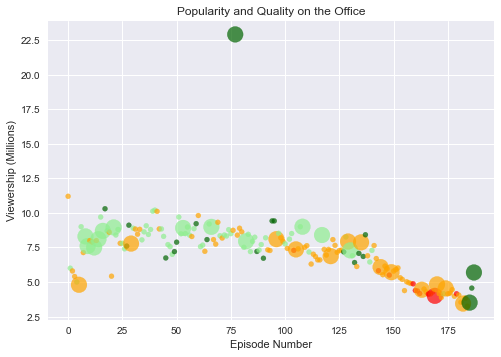 Popularity and Quality on the Office
22.5
20.0
17.5
15.0
12.5
10.0
7.5
5.0
2.5
Viewership (Millions)
0 25 50 75 100 125 150 175
Episode Number